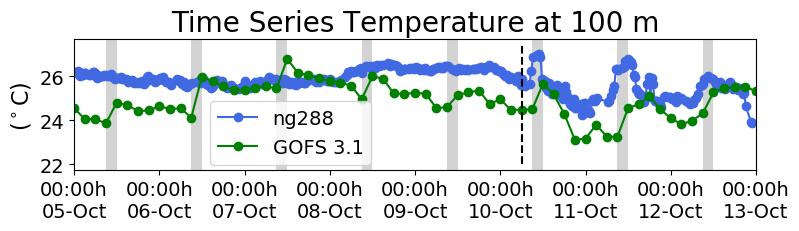 Time Series Temperature at 100 m
(°C)
26
24
22
ng288
GOFS 3.1
00:00h 00:00h 00:00h 00:00h 00:00h 00:00h 00:00h 00:00h 00:00h
05-Oct 06-Oct 07-Oct 08-Oct 09-Oct 10-Oct 11-Oct 12-Oct 13-Oct